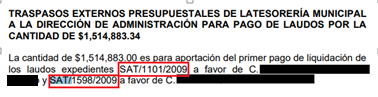 TRASPASOS EXTERNOS PRESUPUESTALES DE LATESORERÍA MUNICIPAL
A LA DIRECCIÓN DE ADMINISTRACIÓN PARA PAGO DE LAUDOS POR LA
CANTIDAD DE $1,514,883.34
La cantidad de $1,514,883.00 es para aportación del primer pago de liquidación de
los laudos expedientes SAT/1101/2009 a favor de C.
y SAT/1598/2009 a favor de C.